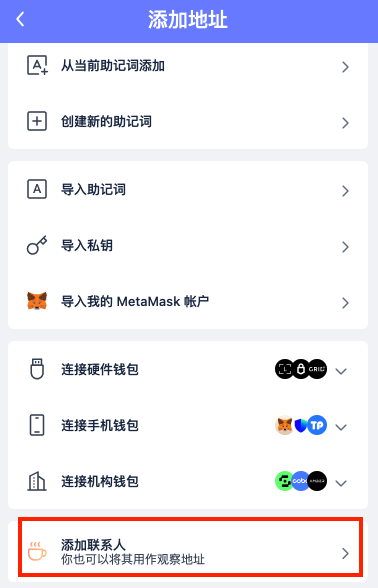 添加地址
从当前助记词添加
创建新的助记词
导入助记词
导入私钥
导入我的 MetaMask 帐户
连接硬件钱包
GRID
连接手机钱包
TP
连接机构钱包
添加联系人
你也可以将其用作观察地址